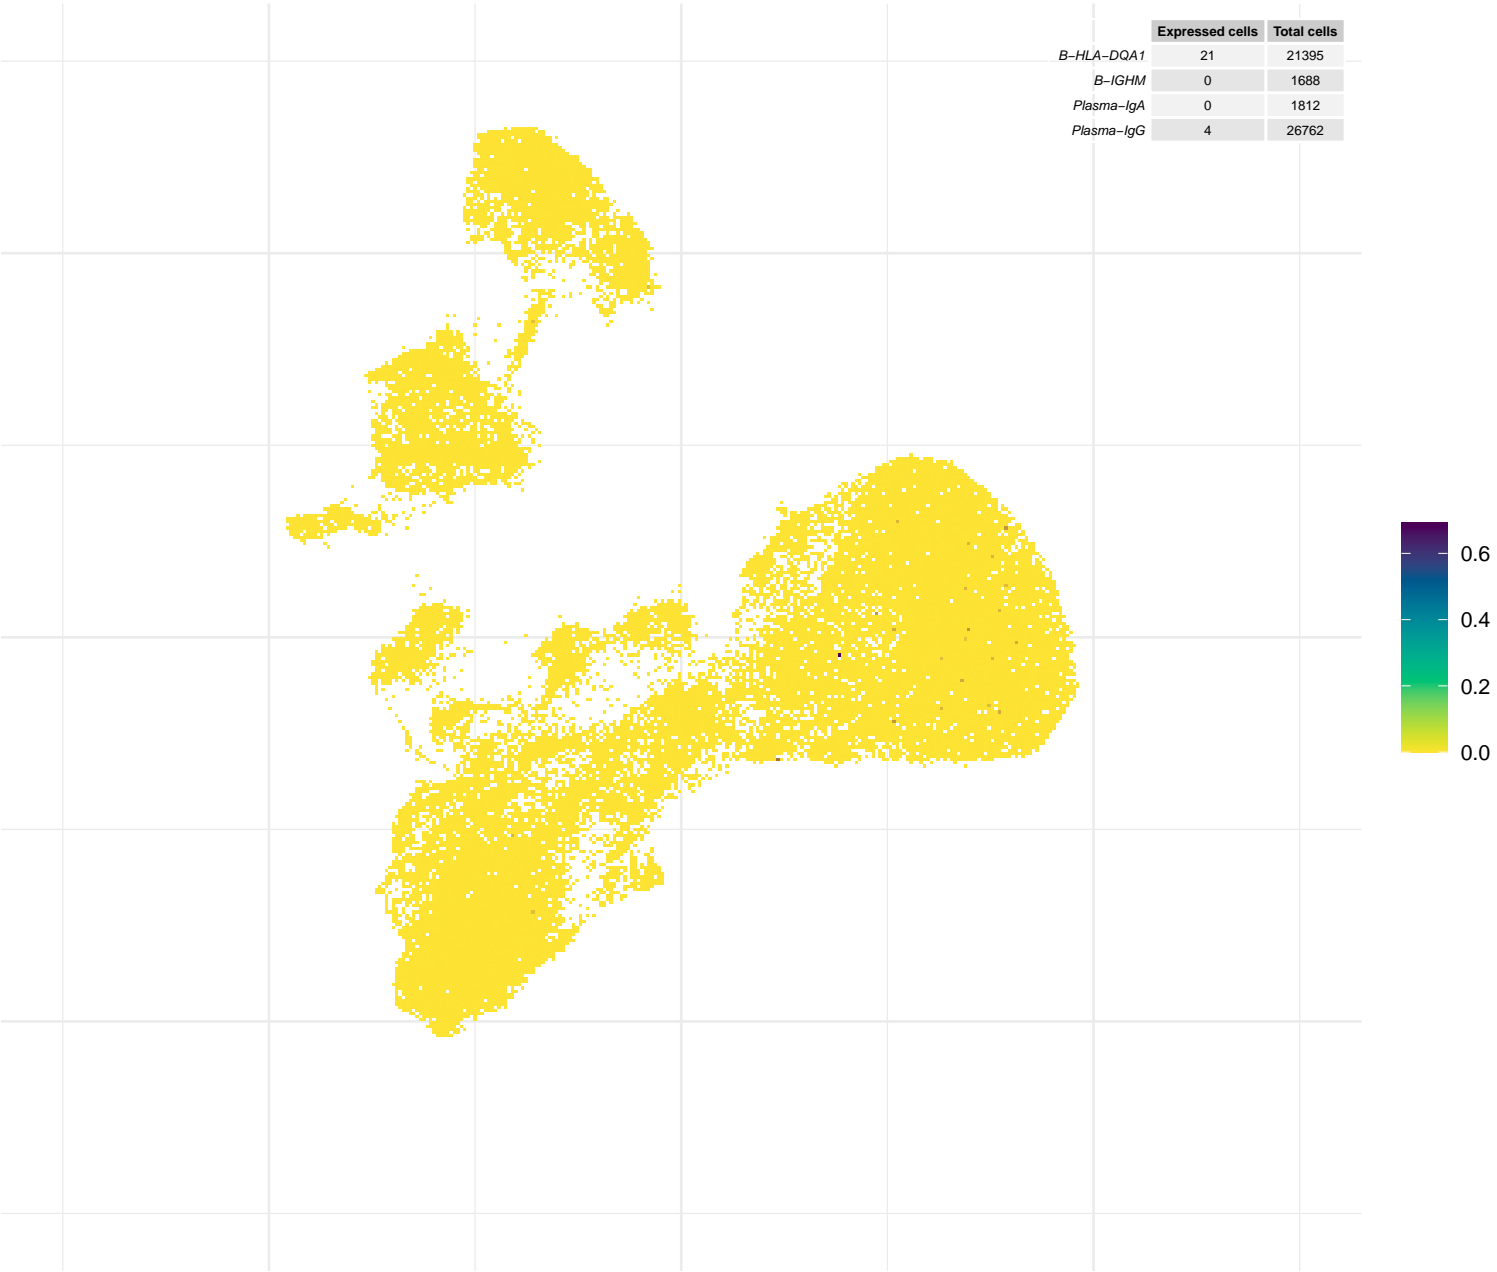 Expressed cells Total cells
B−HLA−DQA1 21 21395
B−IGHM 0 1688
Plasma−IgA 0 1812
Plasma−IgG 4 26762
0.6
0.4
0.2
0.0